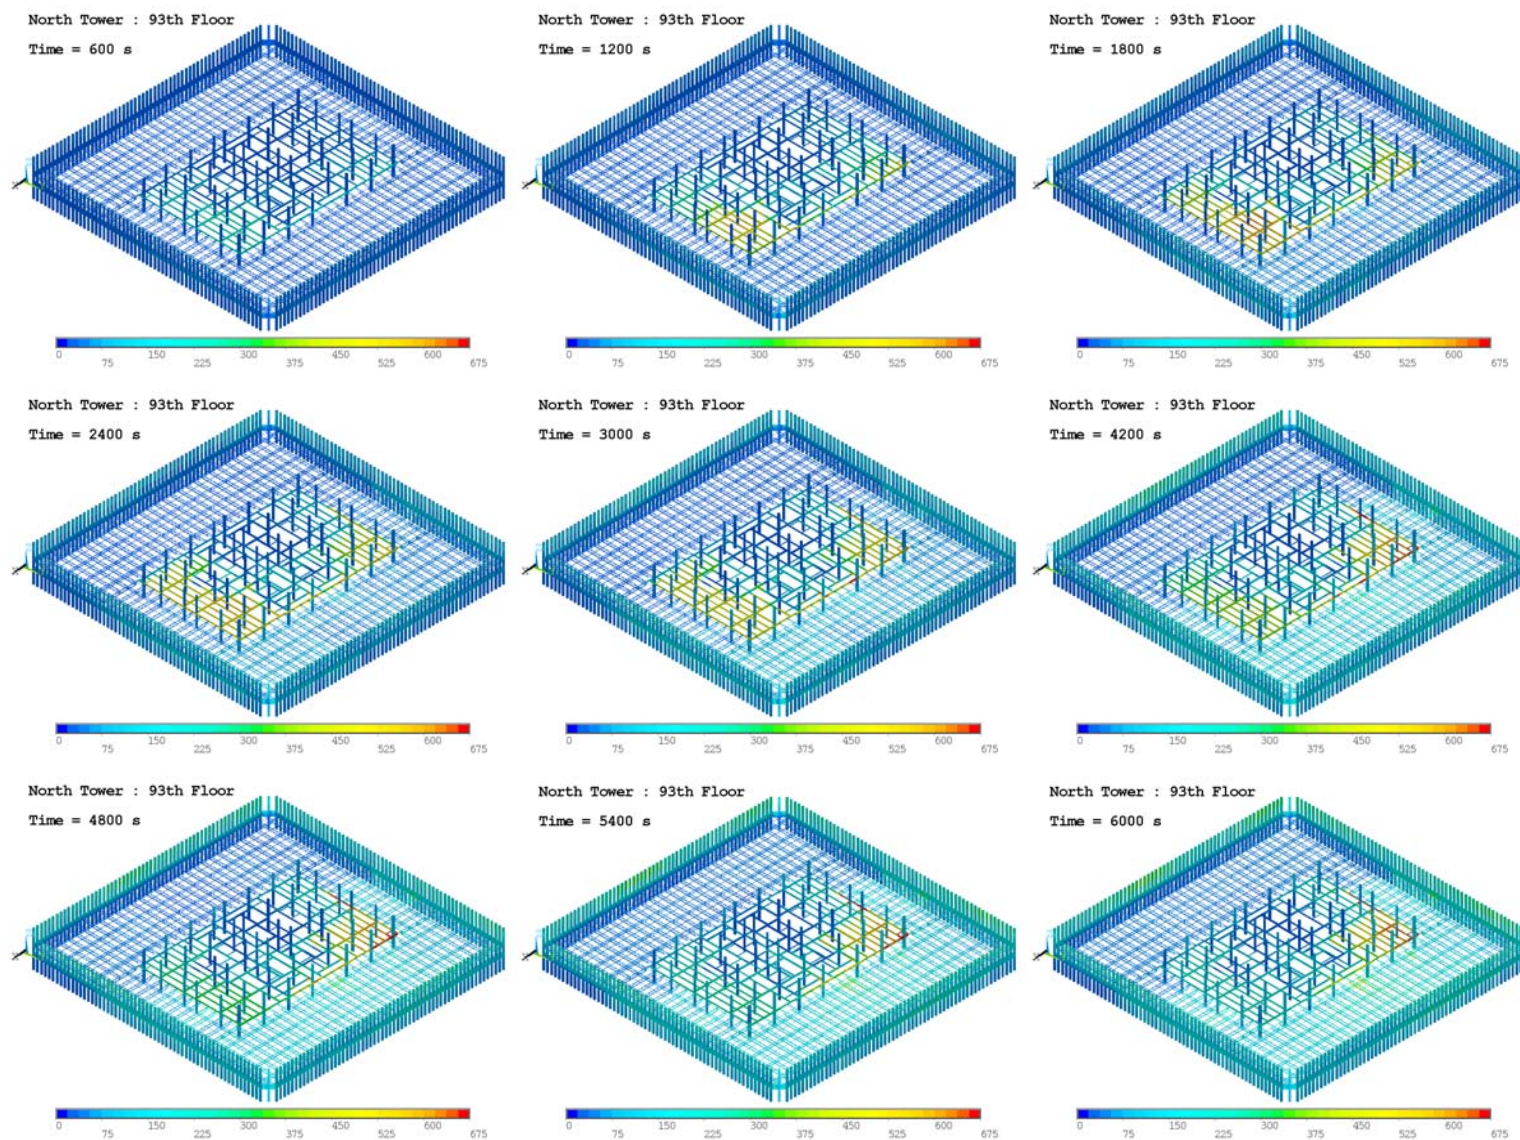 North Tower : 93th Floor
Time = 600 s
0 75 150 225 300 375 450 525 600 675
North Tower : 93th Floor
Time = 1200 s
0 75 150 225 300 375 450 525 600 675
North Tower : 93th Floor
Time = 1800 s
0 75 150 225 300 375 450 525 600 675
North Tower : 93th Floor
Time = 2400 s
0 75 150 225 300 375 450 525 600 675
North Tower : 93th Floor
Time = 3000 s
0 75 150 225 300 375 450 525 600 675
North Tower : 93th Floor
Time = 4200 s
0 75 150 225 300 375 450 525 600 675
North Tower : 93th Floor
Time = 4800 s
0 75 150 225 300 375 450 525 600 675
North Tower : 93th Floor
Time = 5400 s
0 75 150 225 300 375 450 525 600 675
North Tower : 93th Floor
Time = 6000 s
0 75 150 225 300 375 450 525 600 675